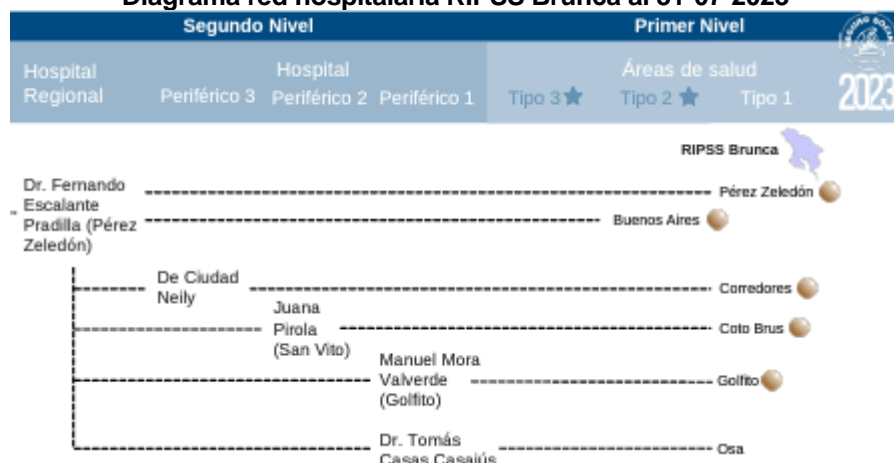 Diagrama red hospitalaria RIPSS Brunca al 31-07-2023
Segundo Nivel
Primer Nivel
Hospital
Regional
Hospital
Periférico 3 Periférico 2 Periférico 1
Áreas de salud
Tipo 3 Tipo 2 Tipo 1
2023
RIPSS Brunca
Dr. Fernando
Escalante
Pradilla (Pérez
Zeledón)
Pérez Zeledón
Buenos Aires
De Ciudad
Neily
Corredores
Juana
Pirola
(San Vito)
Coto Brus
Manuel Mora
Valverde
(Golfito)
Golfito
Dr. Tomás
Casas Casajús
Osa